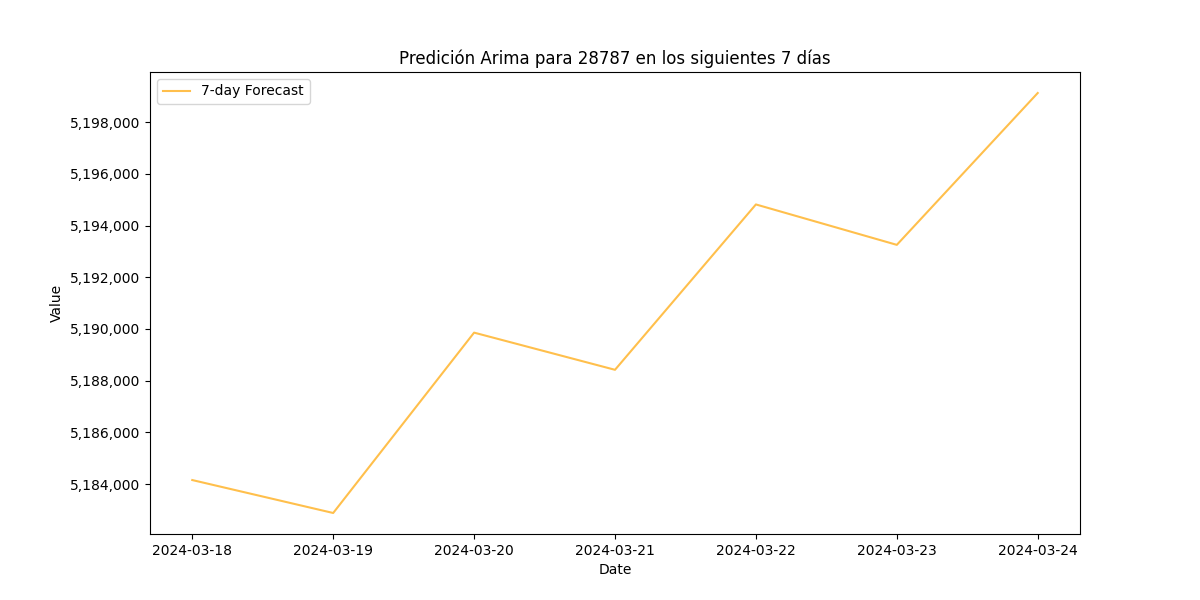 Predición Arima para 28787 en los siguientes 7 días
7-day Forecast
5,198,000
5,196,000
5,194,000
5,192,000
5,190,000
5,188,000
5,186,000
5,184,000
Value
2024-03-18 2024-03-19 2024-03-20 2024-03-21 2024-03-22 2024-03-23 2024-03-24
Date